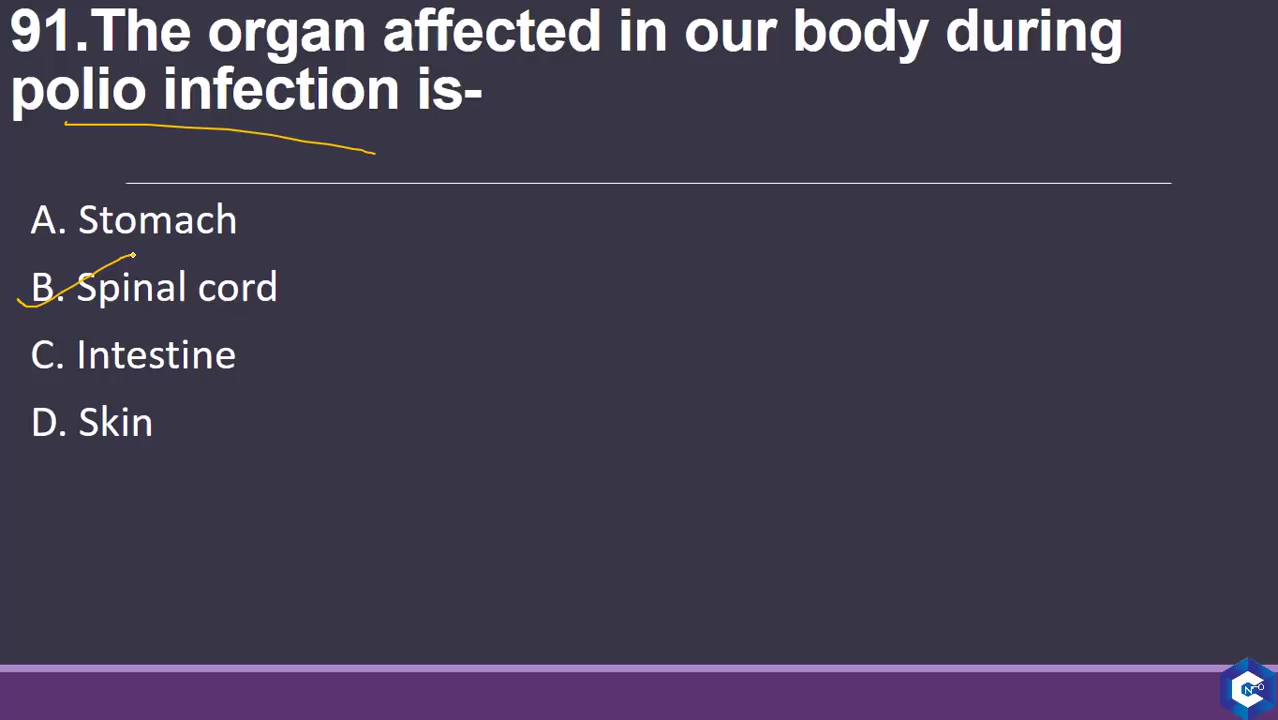 91.The organ affected in our body during
polio infection is-
A. Stomach
B. Spinal cord
C. Intestine
D. Skin